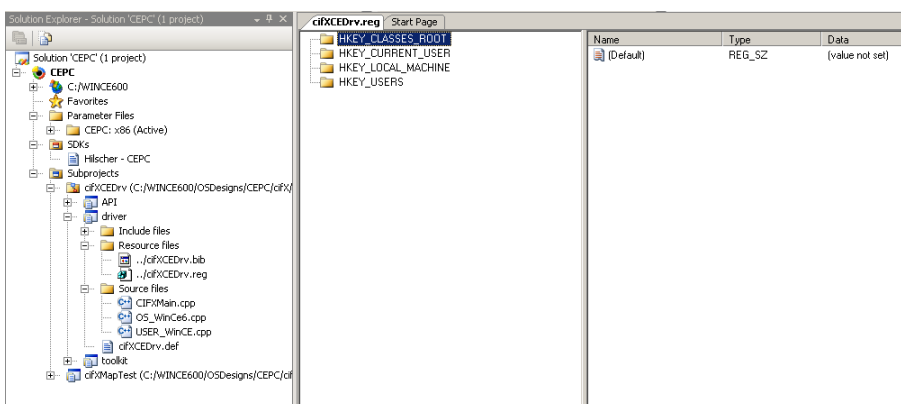 Solution Explorer - Solution 'CEPC' (1 project)
Solution 'CEPC' (1 project)
CEPC
C:/WINCE600
Favorites
Parameter Files
CEPC: x86 (Active)
SDKs
Hilscher - CEPC
Subprojects
cifXCEDrv (C:/WINCE600/OSDesigns/CEPC/cifX/
API
driver
Include files
Resource files
../cifXCEDrv.bib
../cifXCEDrv.reg
Source files
CIFXMain.cpp
OS_WinCe6.cpp
USER_WinCE.cpp
cifXCEDrv.def
toolkit
cifXMapTest (C:/WINCE600/OSDesigns/CEPC/cif
cifXCEDrv.reg Start Page
HKEY_CLASSES_ROOT
HKEY_CURRENT_USER
HKEY_LOCAL_MACHINE
HKEY_USERS
Name Type Data
(Default) REG_SZ (value not set)